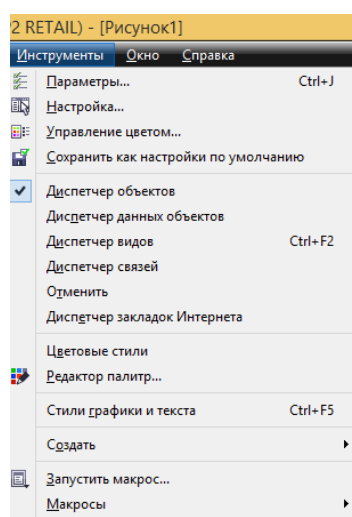 2 RETAIL) - [Рисунок1]
Инструменты Окно Справка
Параметры... Ctrl+J
Настройка...
Управление цветом...
Сохранить как настройки по умолчанию
Диспетчер объектов
Диспетчер данных объектов
Диспетчер видов Ctrl+F2
Диспетчер связей
Отменить
Диспетчер закладок Интернета
Цветовые стили
Редактор палитр...
Стили графики и текста Ctrl+F5
Создать
Запустить макрос...
Макросы